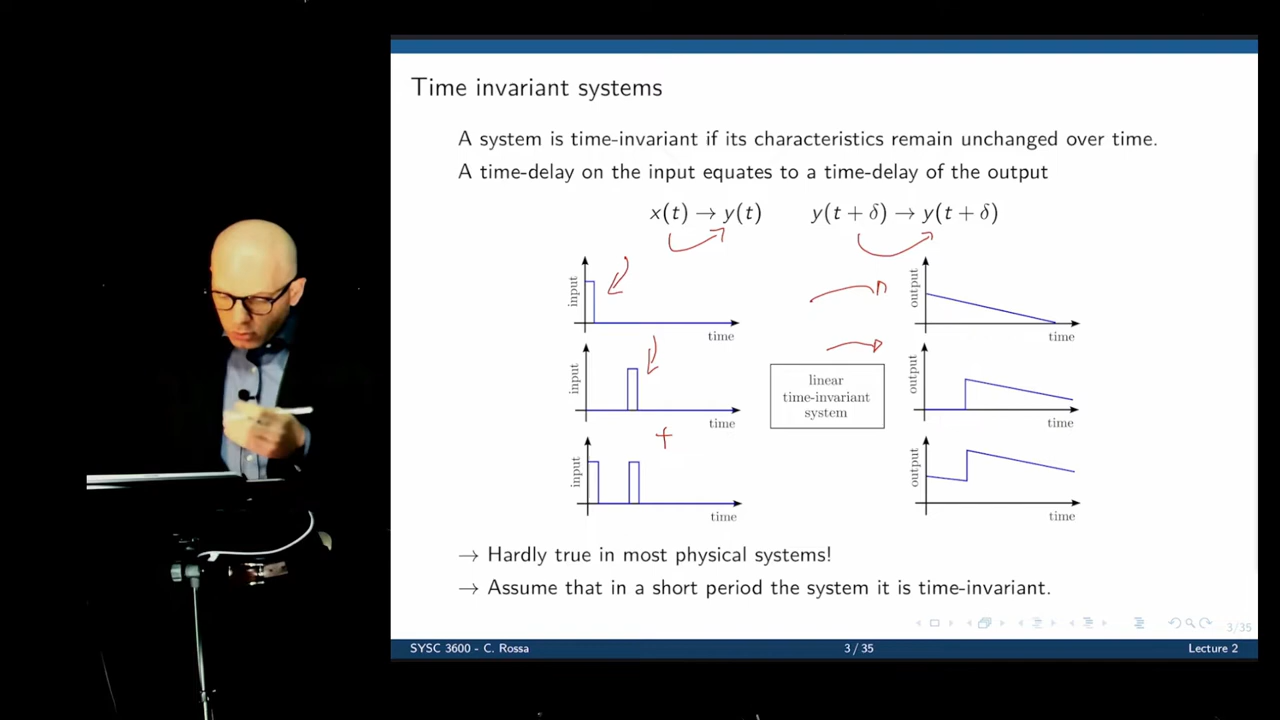 Time invariant systems
A system is time-invariant if its characteristics remain unchanged over time.
A time-delay on the input equates to a time-delay of the output
x(t) → y(t) y(t + δ) → y(t + δ)
input
time
output
time
input
time
linear
time-invariant
system
output
time
+
input
time
output
time
→ Hardly true in most physical systems!
→ Assume that in a short period the system it is time-invariant.
3/35
SYSC 3600 - C. Rossa 3 / 35 Lecture 2